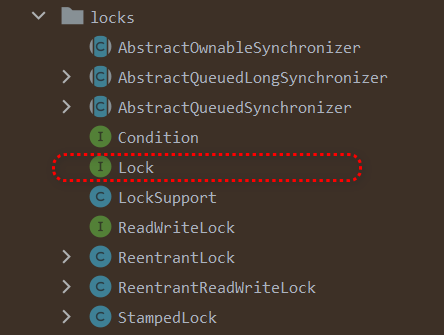 locks
C AbstractOwnableSynchronizer
C AbstractQueuedLongSynchronizer
C AbstractQueuedSynchronizer
I Condition
I Lock
C LockSupport
I ReadWriteLock
C ReentrantLock
C ReentrantReadWriteLock
C StampedLock